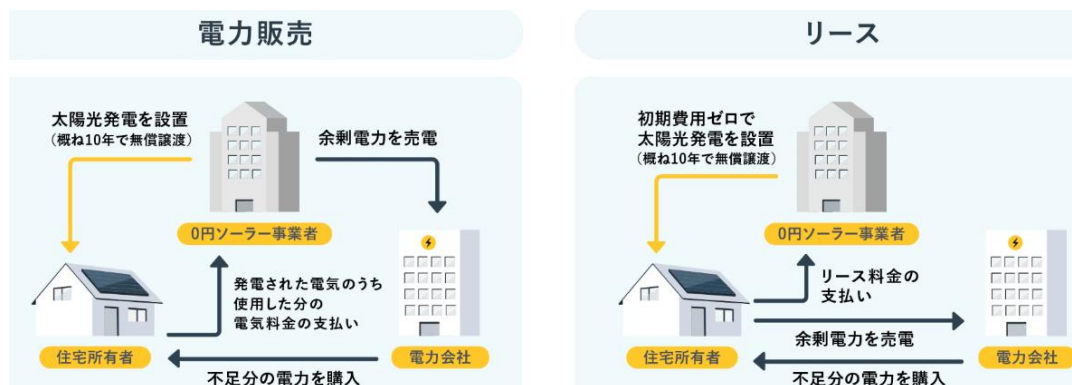 電力販売
太陽光発電を設置
(概ね10年で無償譲渡)
余剰電力を売電
0円ソーラー事業者
発電された電気のうち
使用した分の
電気料金の支払い
住宅所有者
電力会社
不足分の電力を購入
リース
初期費用ゼロで
太陽光発電を設置
(概ね10年で無償譲渡)
0円ソーラー事業者
リース料金の
支払い
余剰電力を売電
住宅所有者
電力会社
不足分の電力を購入